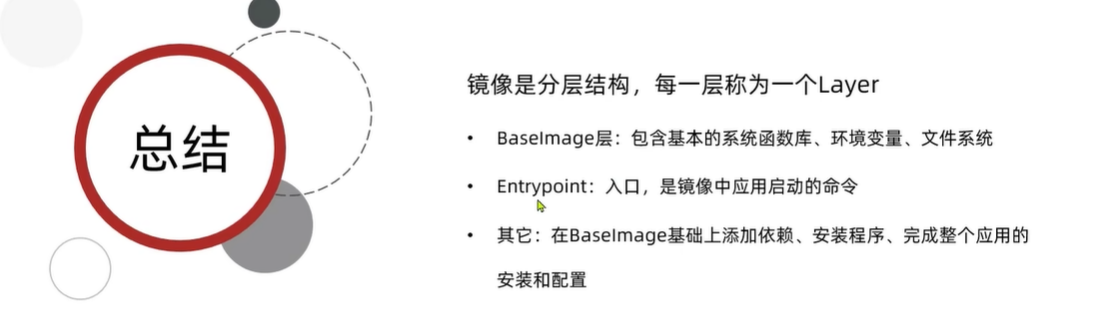 总结
镜像是分层结构，每一层称为一个Layer
• BaseImage层：包含基本的系统函数库、环境变量、文件系统
• Entrypoint：入口，是镜像中应用启动的命令
• 其它：在BaseImage基础上添加依赖、安装程序、完成整个应用的
安装和配置